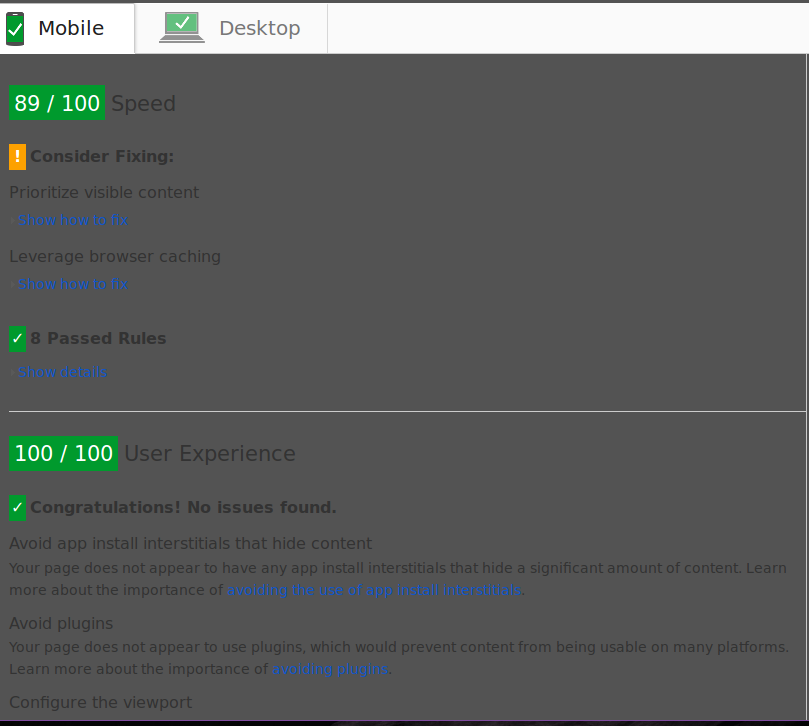 Mobile Desktop
89 / 100 Speed
! Consider Fixing:
Prioritize visible content
Show how to fix
Leverage browser caching
Show how to fix
✓ 8 Passed Rules
Show details
100 / 100 User Experience
✓ Congratulations! No issues found.
Avoid app install interstitials that hide content
Your page does not appear to have any app install interstitials that hide a significant amount of content. Learn
more about the importance of avoiding the use of app install interstitials.
Avoid plugins
Your page does not appear to use plugins, which would prevent content from being usable on many platforms.
Learn more about the importance of avoiding plugins.
Configure the viewport